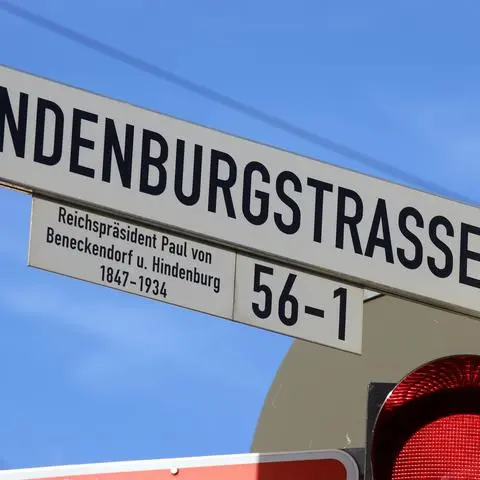 NDENBURGSTRASSE
Reichspräsident Paul von
Beneckendorf u. Hindenburg
1847–1934
56–1